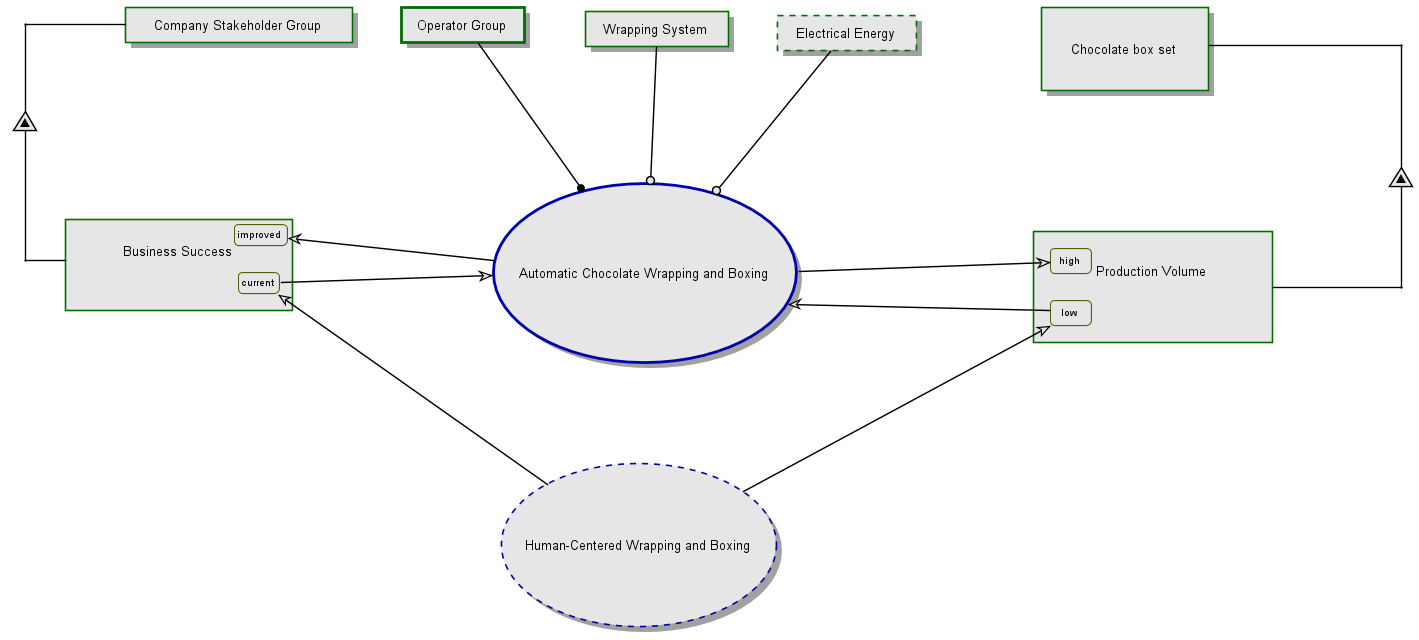 Company Stakeholder Group
Operator Group
Wrapping System
Electrical Energy
Chocolate box set
improved
Business Success
current
Automatic Chocolate Wrapping and Boxing
high
Production Volume
low
Human-Centered Wrapping and Boxing